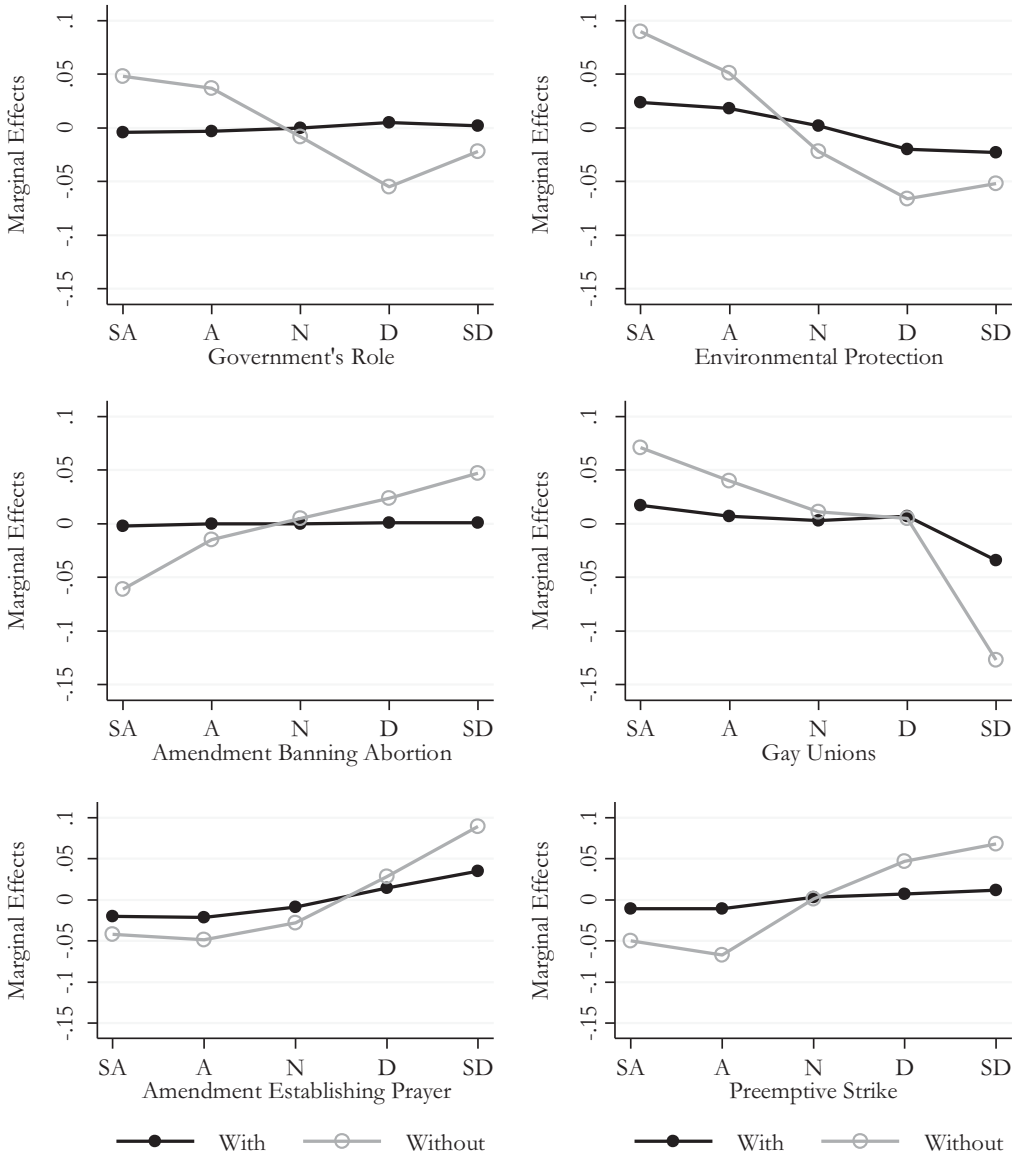 Marginal Effects
.1
.05
0
-.05
-.1
-.15
SA A N D SD
Government's Role
Marginal Effects
.1
.05
0
-.05
-.1
-.15
SA A N D SD
Environmental Protection
Marginal Effects
.1
.05
0
-.05
-.1
-.15
SA A N D SD
Amendment Banning Abortion
Marginal Effects
.1
.05
0
-.05
-.1
-.15
SA A N D SD
Gay Unions
Marginal Effects
.1
.05
0
-.05
-.1
-.15
SA A N D SD
Amendment Establishing Prayer
Marginal Effects
.1
.05
0
-.05
-.1
-.15
SA A N D SD
Preemptive Strike
With Without
With Without